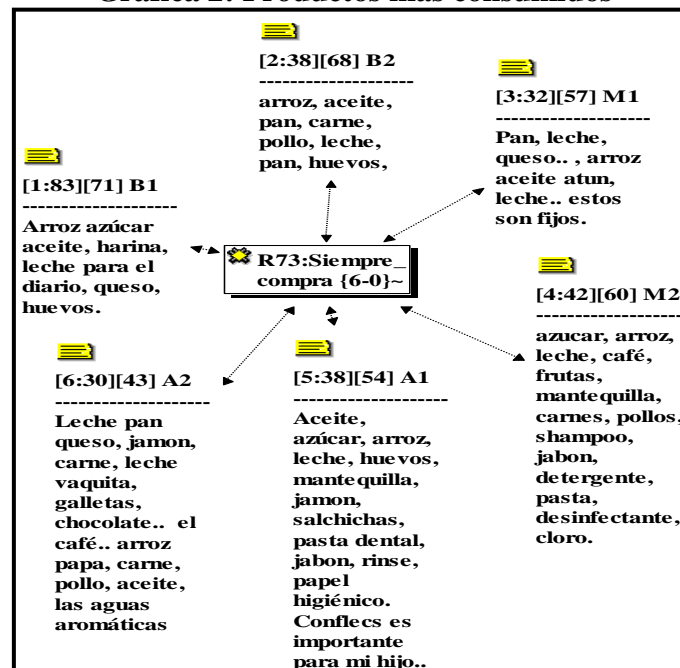 Gráfica 2: Productos más consumidos
[2:38][68] B2
--------------------
arroz, aceite,
pan, carne,
pollo, leche,
pan, huevos,
[3:32][57] M1
--------------------
Pan, leche,
queso.. , arroz
aceite atun,
leche.. estos
son fijos.
[1:83][71] B1
--------------------
Arroz azúcar
aceite, harina,
leche para el
diario, queso,
huevos.
R73:Siempre_
compra {6-0}~
[4:42][60] M2
--------------------
azucar, arroz,
leche, café,
frutas,
mantequilla,
carnes, pollos,
shampoo,
jabon,
detergente,
pasta,
desinfectante,
cloro.
[6:30][43] A2
--------------------
Leche pan
queso, jamon,
carne, leche
vaquita,
galletas,
chocolate.. el
café.. arroz
papa, carne,
pollo, aceite,
las aguas
aromáticas
[5:38][54] A1
--------------------
Aceite,
azúcar, arroz,
leche, huevos,
mantequilla,
jamon,
salchichas,
pasta dental,
jabon, rinse,
papel
higiénico.
Conflecs es
importante
para mi hijo..